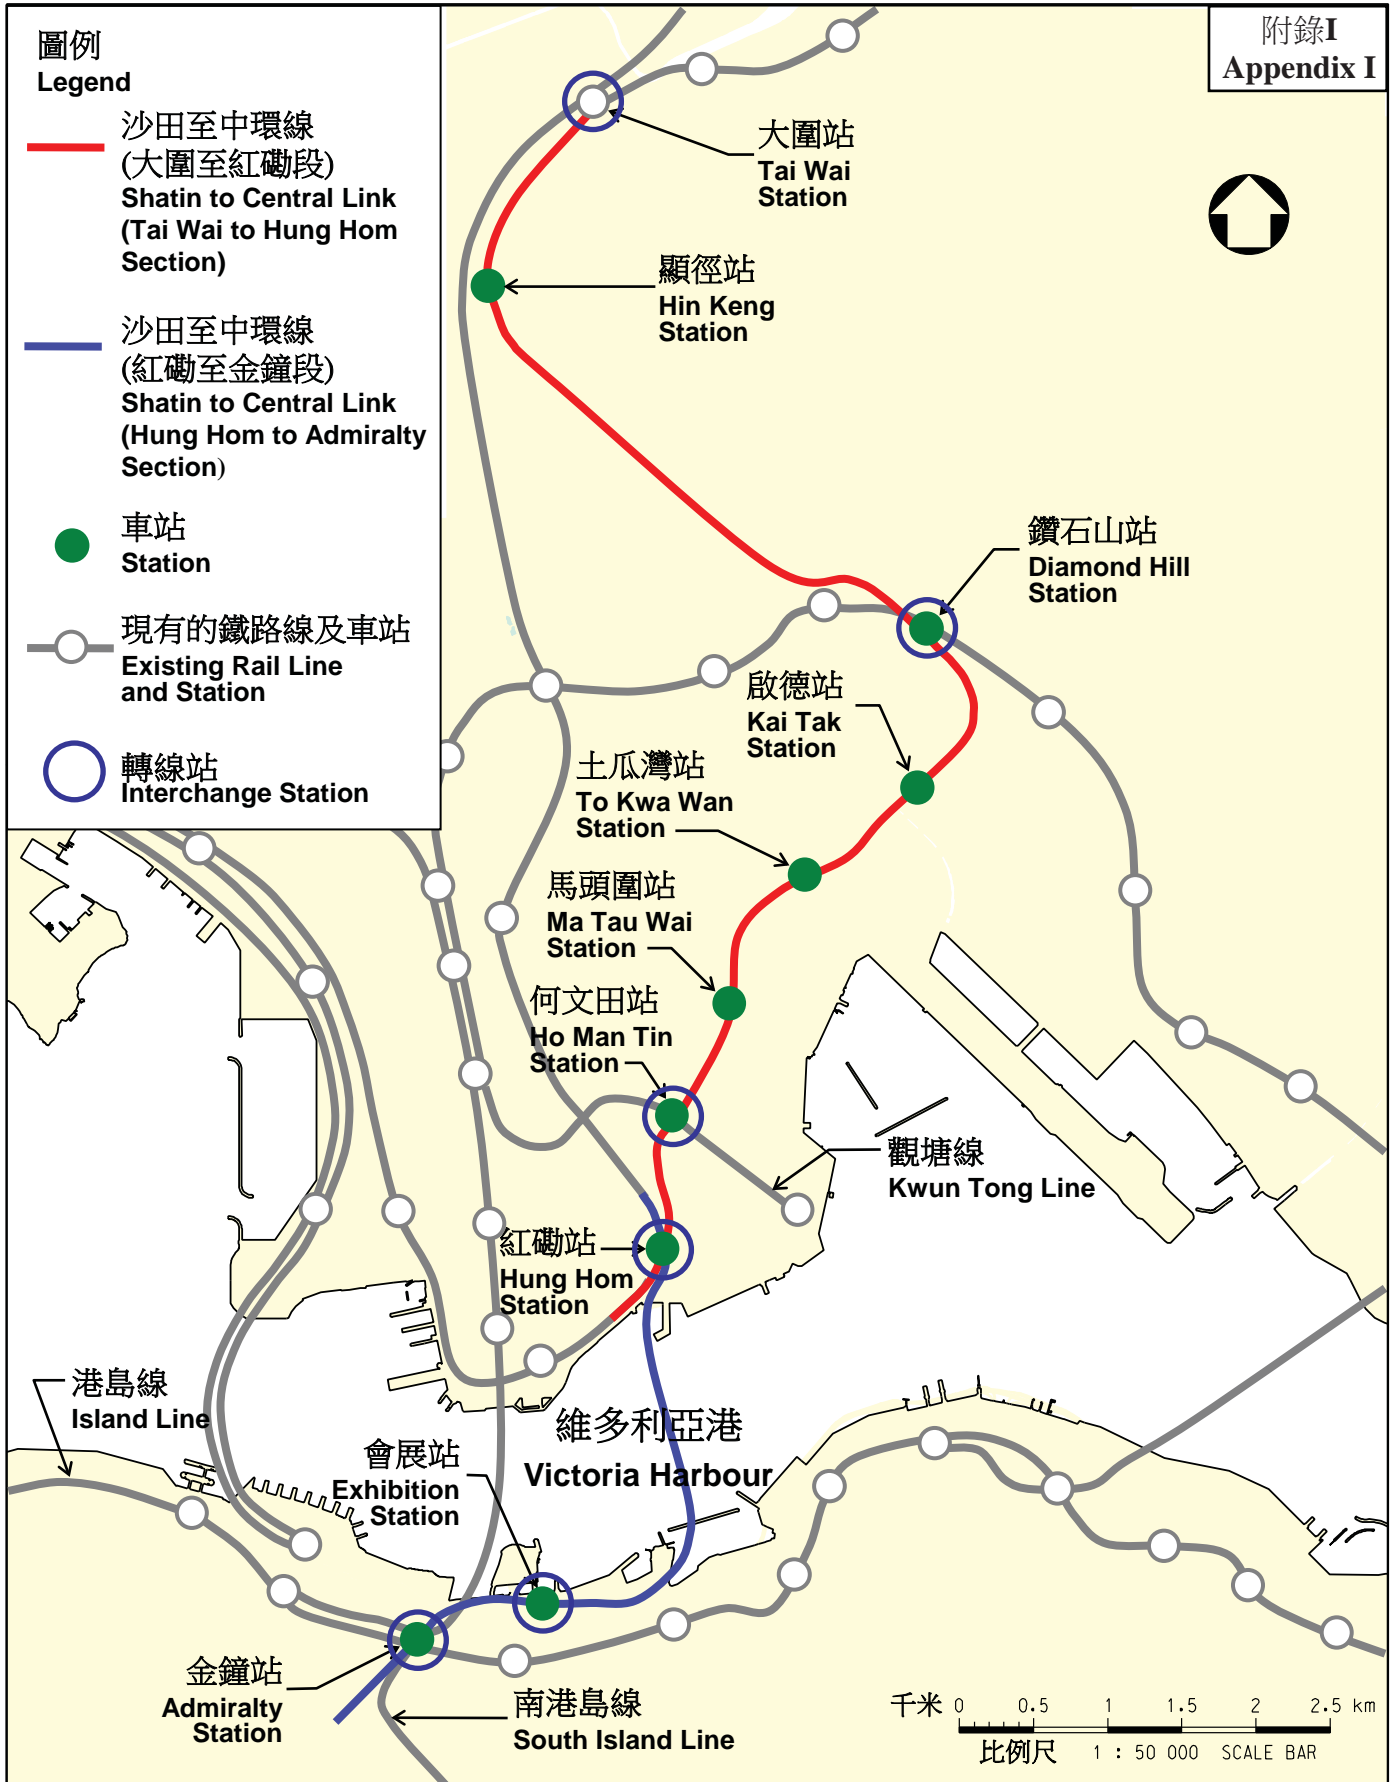 附錄I
Appendix I
圖例
Legend
沙田至中環線
(大圍至紅磡段)
Shatin to Central Link
(Tai Wai to Hung Hom
Section)
沙田至中環線
(紅磡至金鐘段)
Shatin to Central Link
(Hung Hom to Admiralty
Section)
車站
Station
現有的鐵路線及車站
Existing Rail Line
and Station
轉線站
Interchange Station
大圍站
Tai Wai
Station
顯徑站
Hin Keng
Station
鑽石山站
Diamond Hill
Station
啟德站
Kai Tak
Station
土瓜灣站
To Kwa Wan
Station
馬頭圍站
Ma Tau Wai
Station
何文田站
Ho Man Tin
Station
觀塘線
Kwun Tong Line
紅磡站
Hung Hom
Station
港島線
Island Line
維多利亞港
Victoria Harbour
會展站
Exhibition
Station
金鐘站
Admiralty
Station
南港島線
South Island Line
千米 0 0.5 1 1.5 2 2.5 km
比例尺 1 : 50 000 SCALE BAR